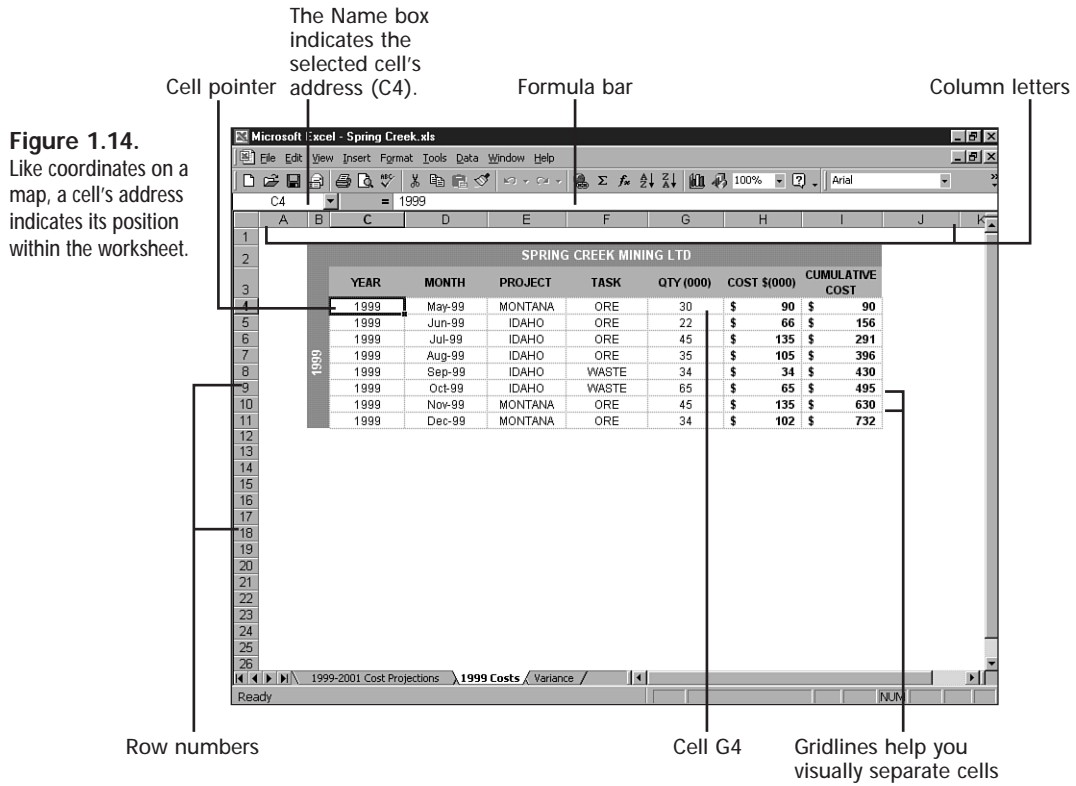 The Name box
indicates the
selected cell's
address (C4).
Cell pointer
Formula bar
Column letters
Figure 1.14.
Like coordinates on a
map, a cell's address
indicates its position
within the worksheet.
Microsoft Excel - Spring Creek.xls
File Edit View Insert Format Tools Data Window Help
100% Arial
C4 = 1999
A B C D E F G H I J K
1
2 SPRING CREEK MINING LTD
3 YEAR MONTH PROJECT TASK QTY (000) COST $(000) CUMULATIVE COST
1999
4 1999 May-99 MONTANA ORE 30 $ 90 $ 90
5 1999 Jun-99 IDAHO ORE 22 $ 66 $ 156
6 1999 Jul-99 IDAHO ORE 45 $ 135 $ 291
7 1999 Aug-99 IDAHO ORE 35 $ 105 $ 396
8 1999 Sep-99 IDAHO WASTE 34 $ 34 $ 430
9 1999 Oct-99 IDAHO WASTE 65 $ 65 $ 495
10 1999 Nov-99 MONTANA ORE 45 $ 135 $ 630
11 1999 Dec-99 MONTANA ORE 34 $ 102 $ 732
12
13
14
15
16
17
18
19
20
21
22
23
24
25
26
1999-2001 Cost Projections 1999 Costs Variance
Ready NUM
Row numbers
Cell G4
Gridlines help you
visually separate cells